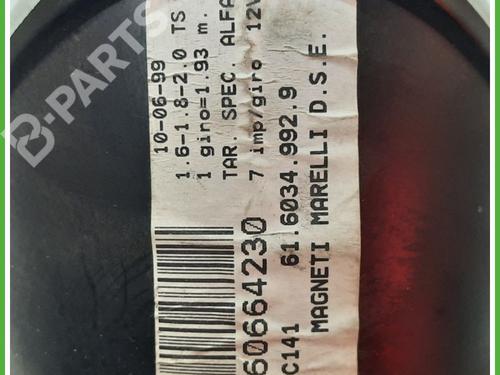 10-06-99
1.6-1.8-2.0 TS
1 giro=1.93 m.
TAR. SPEC. ALFA
7 imp/giro 12V
60664230
C141 61.6034.992.9
MAGNETI MARELLI D.S.E.
B-PARTS